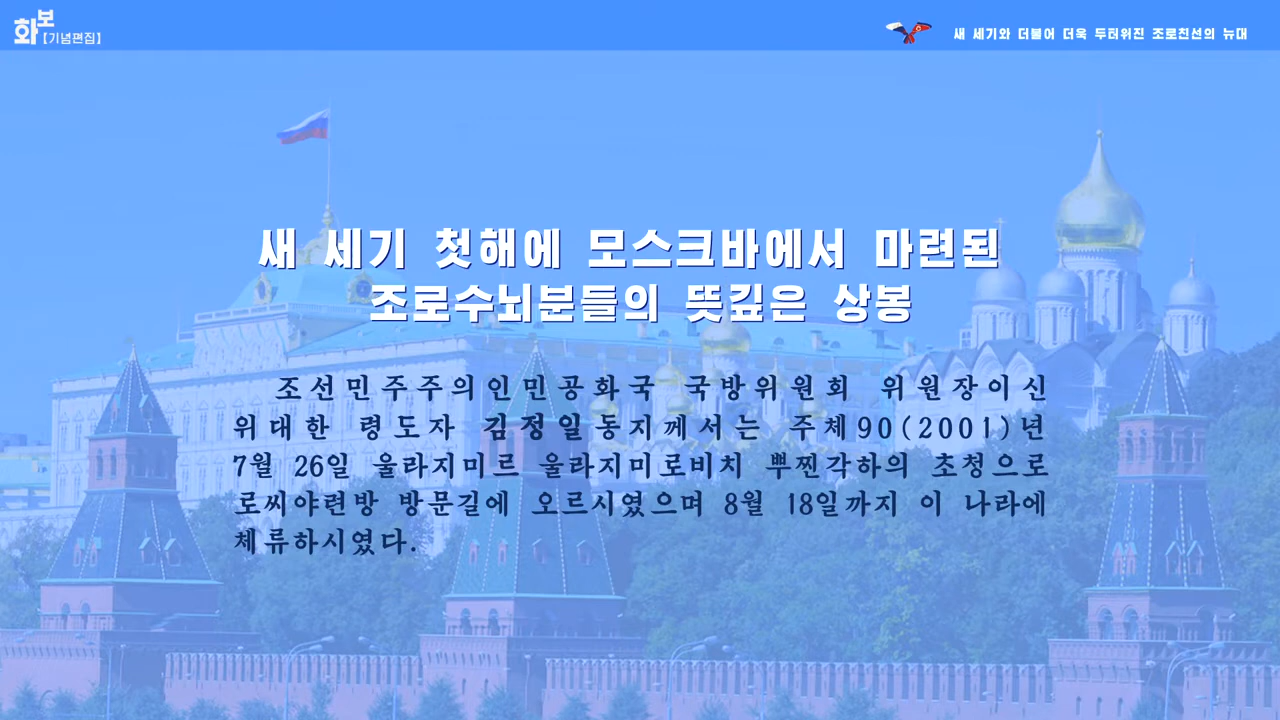 화보
【기념편집】
새 세기와 더불어 더욱 두터워진 조로친선의 뉴대
새 세기 첫해에 모스크바에서 마련된
조로수뇌분들의 뜻깊은 상봉
조선민주주의인민공화국 국방위원회 위원장이신
위대한 령도자 김정일동지께서는 주체90(2001)년
7월 26일 울라지미르 울라지미로비치 뿌찐각하의 초청으로
로씨야련방 방문길에 오르시였으며 8월 18일까지 이 나라에
체류하시였다.